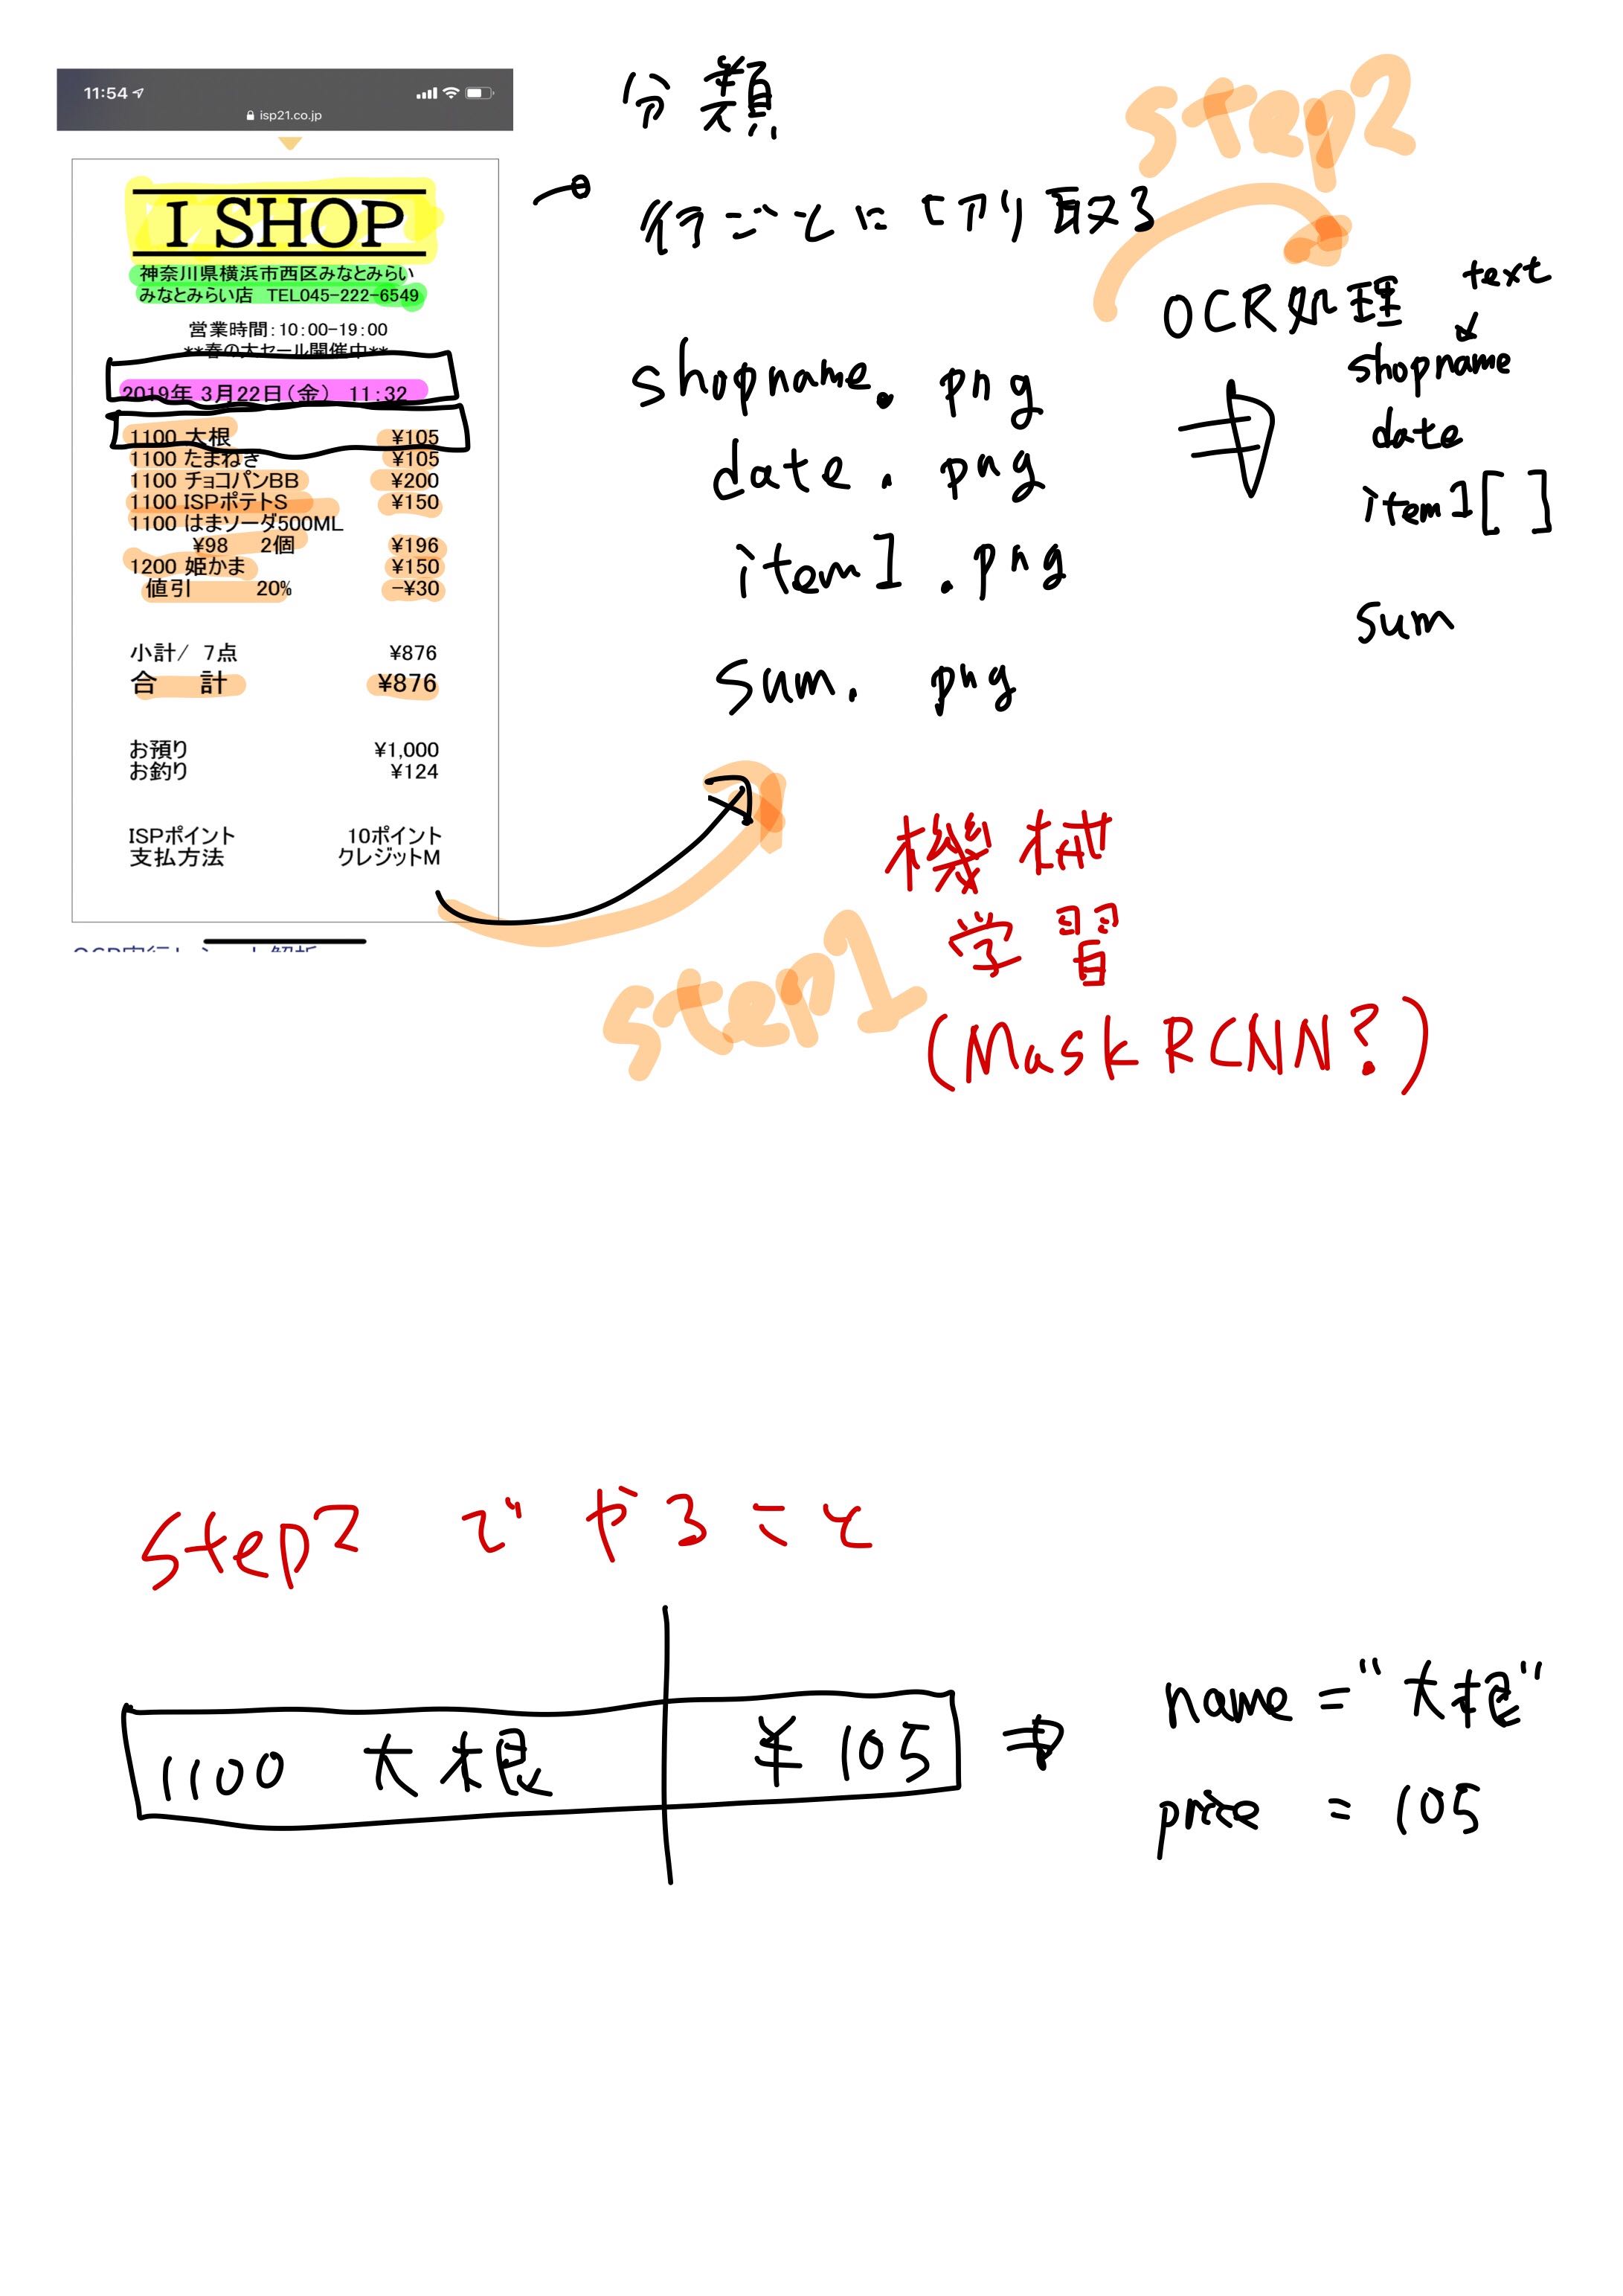 11:54
isp21.co.jp
I SHOP
神奈川県横浜市西区みなとみらい
みなとみらい店 TEL045-222-6549
営業時間:10:00-19:00
**春の大セール開催中**
2019年 3月22日(金) 11:32
1100 大根 ¥105
1100 たまねぎ ¥105
1100 チョコパンBB ¥200
1100 ISPポテトS ¥150
1100 はまソーダ500ML
¥98 2個 ¥196
1200 姫かま ¥150
値引 20% -¥30
小計/ 7点 ¥876
合 計 ¥876
お預り ¥1,000
お釣り ¥124
ISPポイント 10ポイント
支払方法 クレジットM
分類
行ごとに切り取る
shopname.png
date.png
item1.png
sum.png
step1
機械
学習
(Mask RCNN?)
step2
OCR処理
text
shopname
date
item1[ ]
sum
step2 でやること
1100 大根 ¥105
name="大根"
price = 105